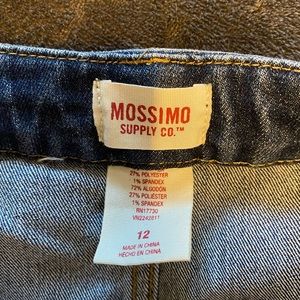 MOSSIMO
SUPPLY CO.™
27% POLYESTER
1% SPANDEX
72% ALGODÓN
27% POLIÉSTER
1% SPANDEX
RN17730
12
MADE IN CHINA
HECHO EN CHINA